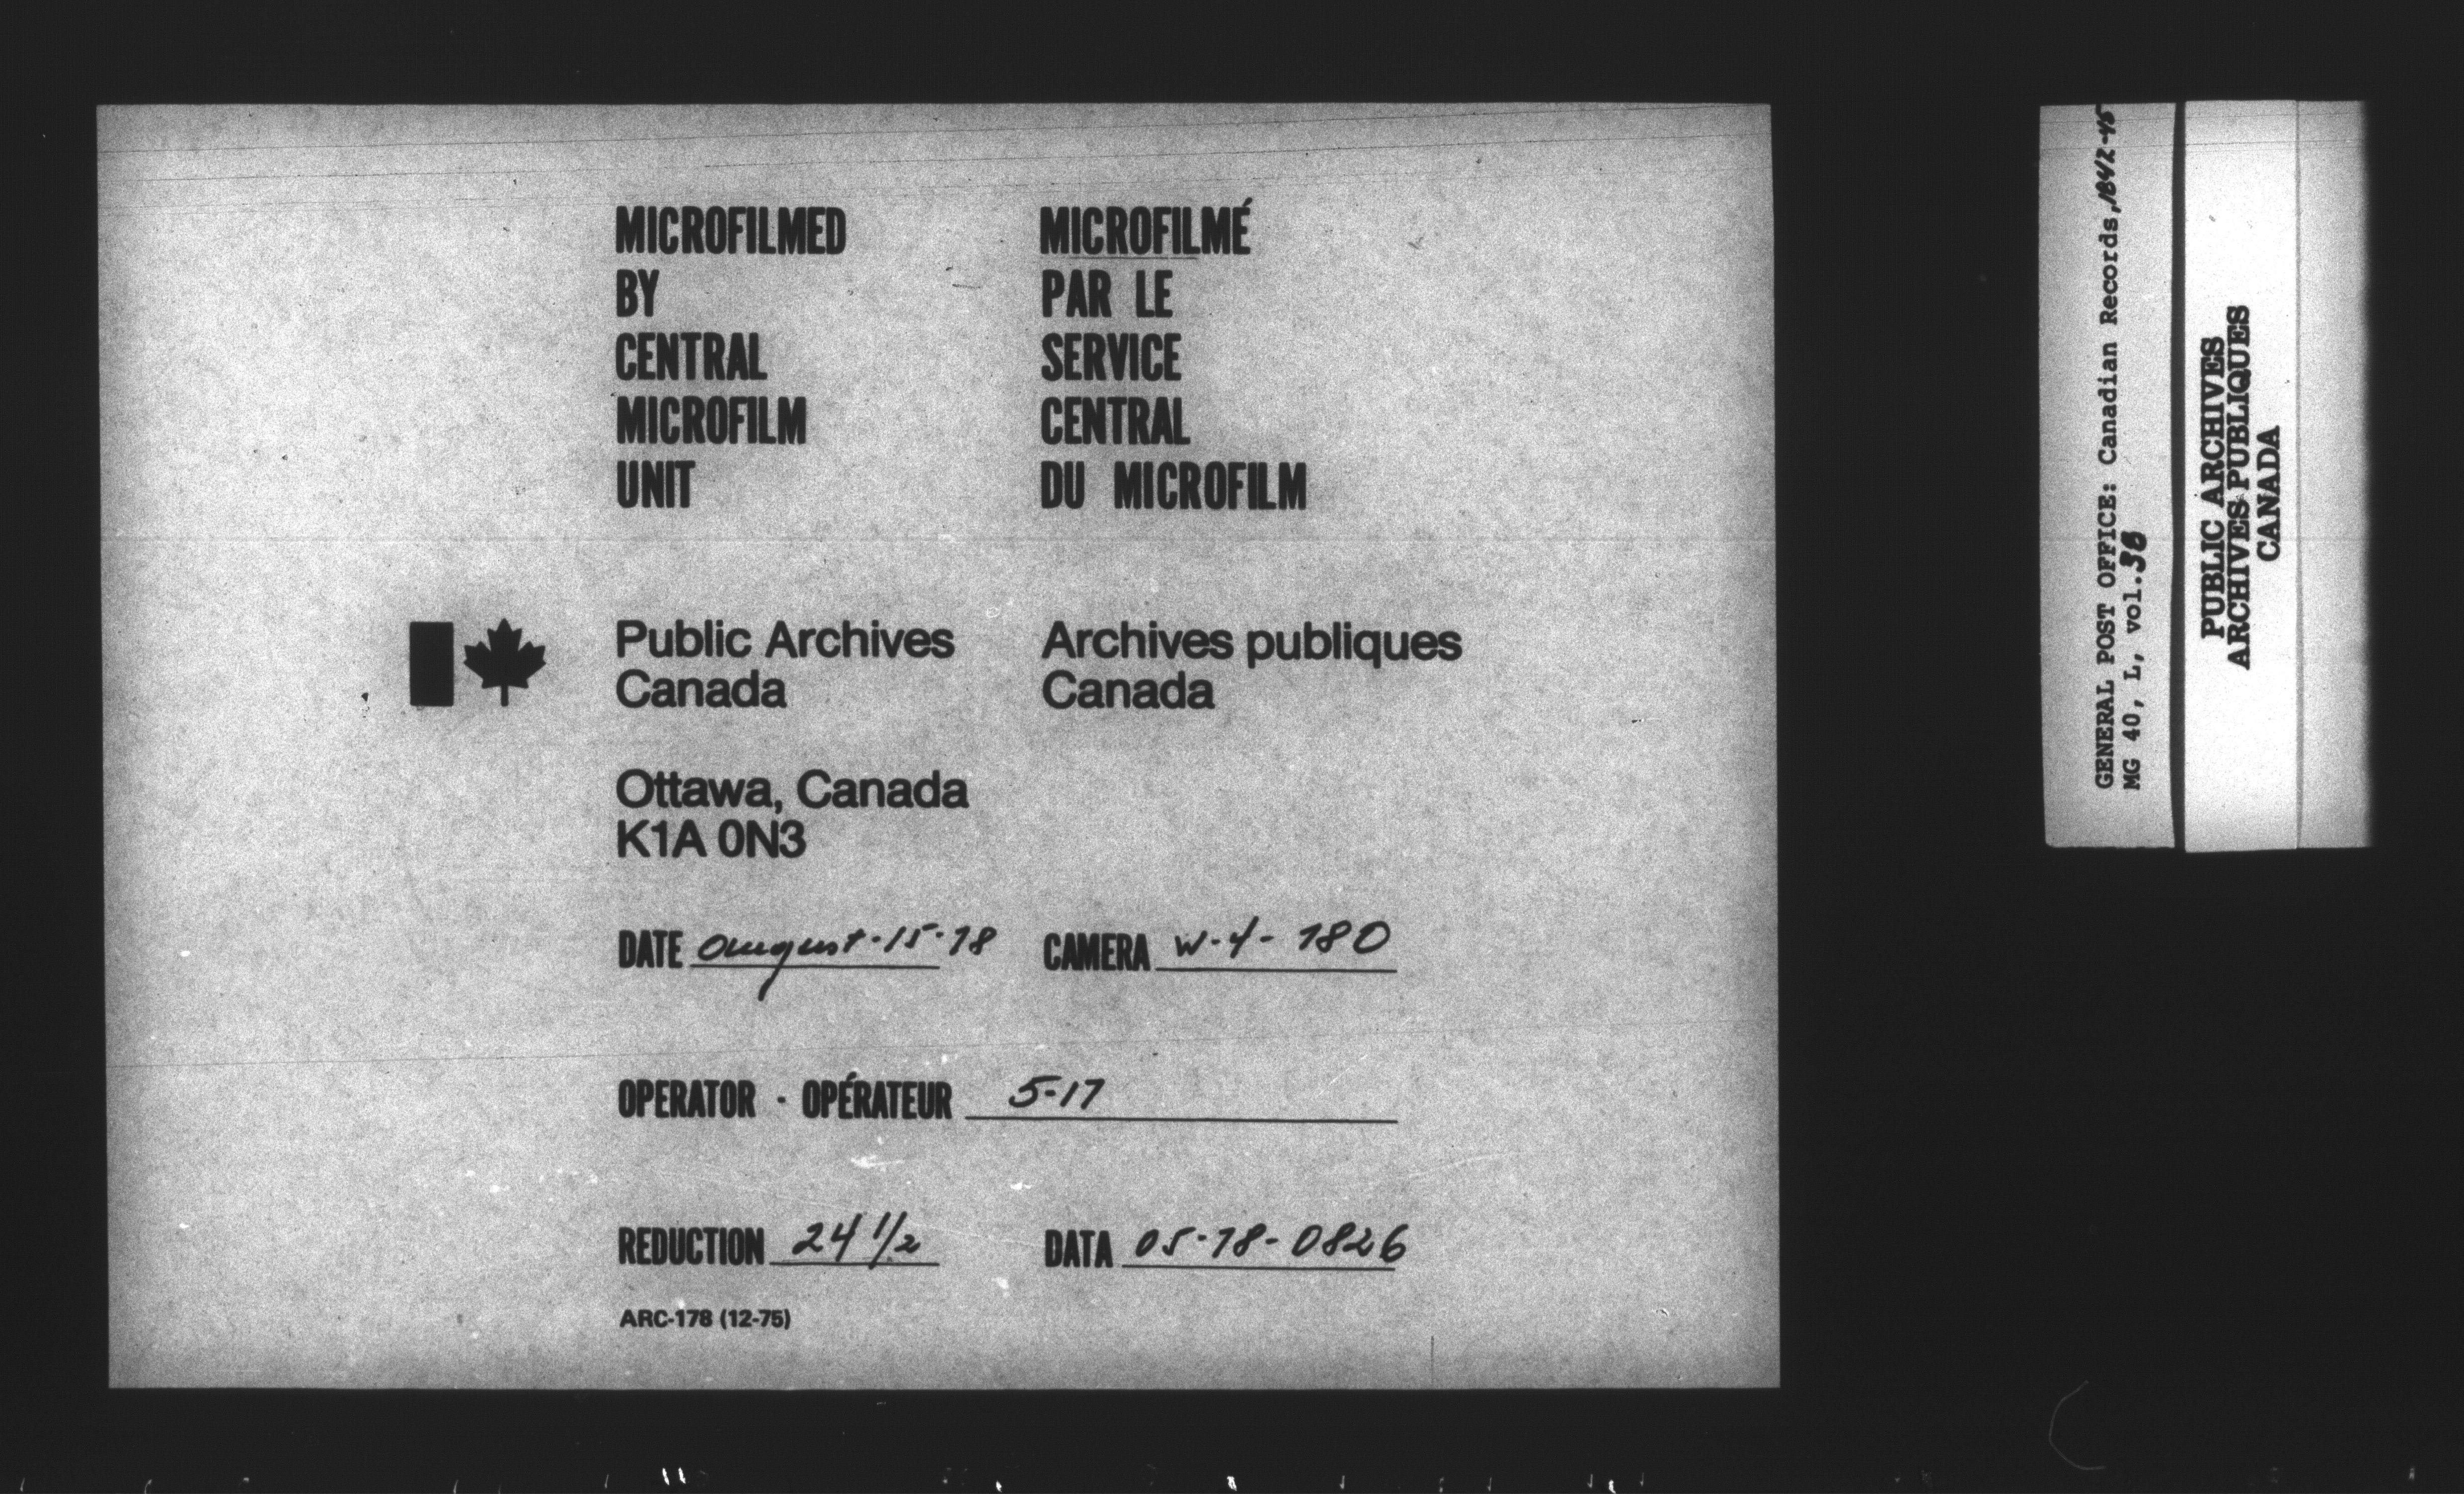 MICROFILMED
BY
CENTRAL
MICROFILM
UNIT
MICROFILMÉ
PAR LE
SERVICE
CENTRAL
DU MICROFILM
Public Archives
Canada
Archives publiques
Canada
Ottawa, Canada
K1A 0N3
DATE August-15-78
CAMERA W-4-780
OPERATOR · OPÉRATEUR 5-17
REDUCTION 24 1/2
DATA 05-78-0826
ARC-178 (12-75)
GENERAL POST OFFICE: Canadian Records, 1842-45
MG 40, L, vol.38
PUBLIC ARCHIVES
ARCHIVES PUBLIQUES
CANADA